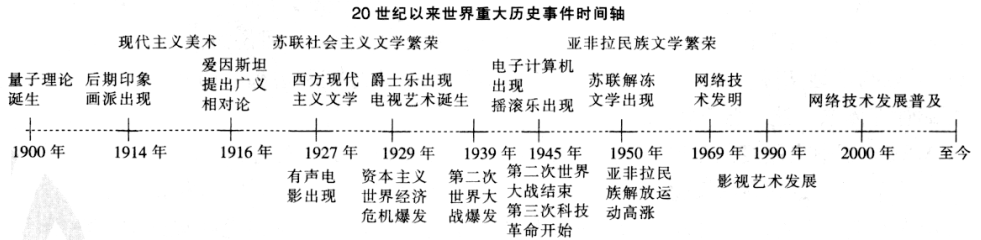 20 世纪以来世界重大历史事件时间轴
现代主义美术
苏联社会主义文学繁荣
亚非拉民族文学繁荣
量子理论
诞生
后期印象
画派出现
爱因斯坦
提出广义
相对论
西方现代
主义文学
爵士乐出现
电视艺术诞生
电子计算机
出现
摇滚乐出现
苏联解冻
文学出现
网络技
术发明
网络技术发展普及
1900 年
1914 年
1916 年
1927 年
1929 年
1939 年
1945 年
1950 年
1969 年
1990 年
2000 年
至今
有声电
影出现
资本主义
世界经济
危机爆发
第二次
世界大
战爆发
第二次世界
大战结束
第三次科技
革命开始
亚非拉民
族解放运
动高涨
影视艺术发展